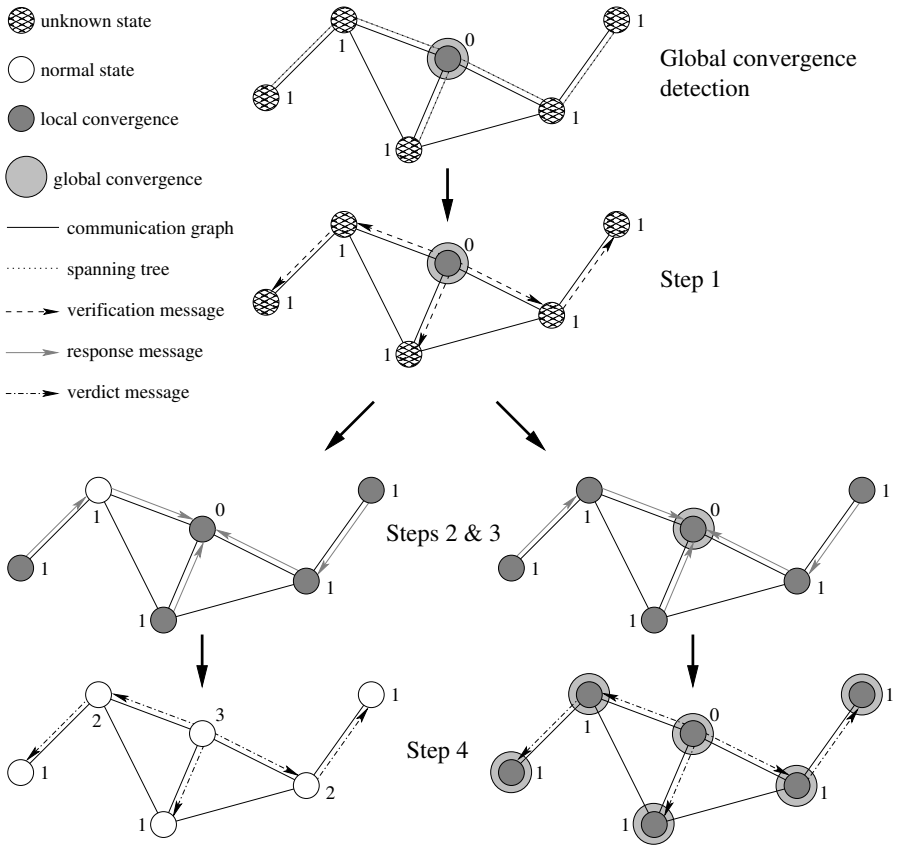 unknown state
normal state
local convergence
global convergence
communication graph
spanning tree
verification message
response message
verdict message
0
1
1
1
1
1
Global convergence
detection
0
1
1
1
1
1
Step 1
1
0
1
1
1
1
Steps 2 & 3
1
0
1
1
1
1
1
3
2
1
2
1
Step 4
1
0
1
1
1
1